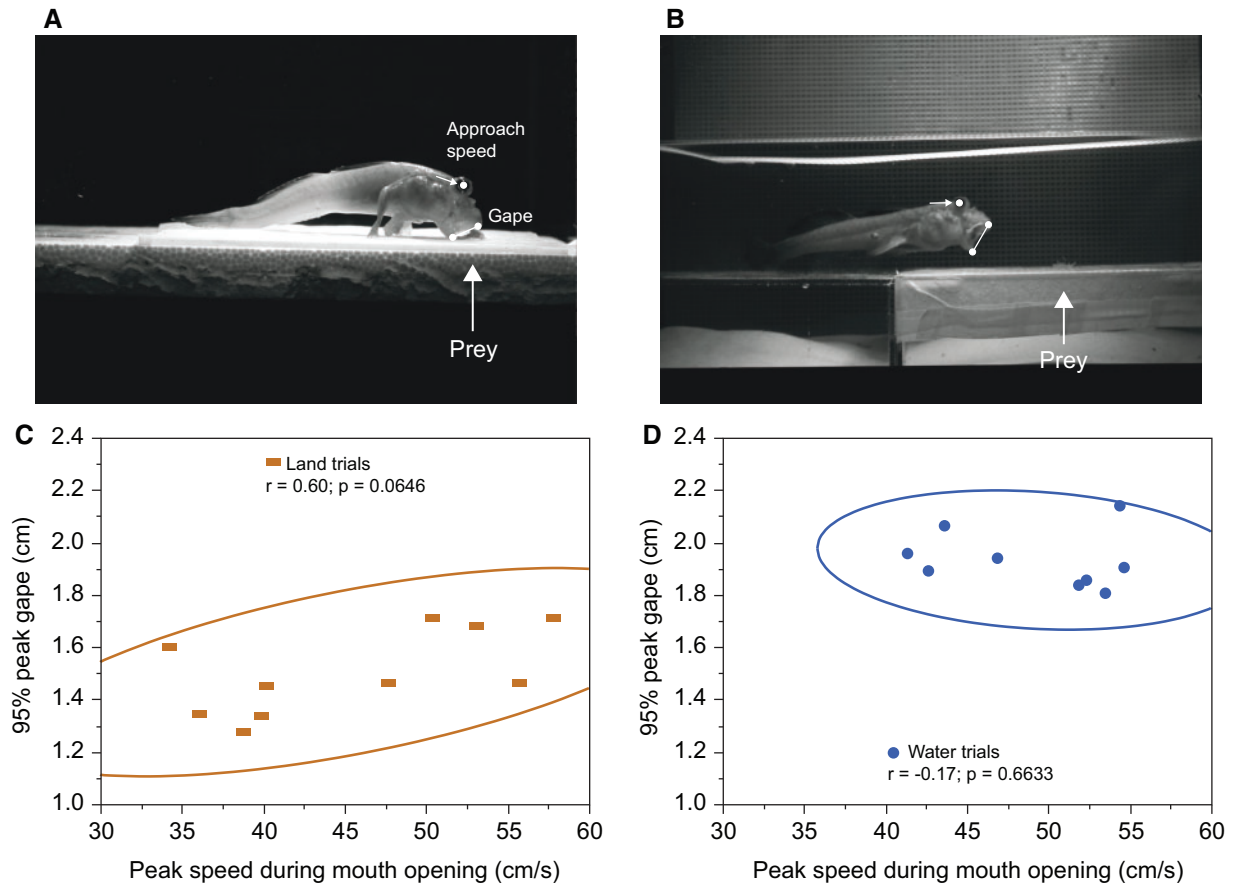 A
Approach
speed
Gape
Prey
B
Prey
C
95% peak gape (cm)
2.4
2.2
2.0
1.8
1.6
1.4
1.2
1.0
Land trials
r = 0.60; p = 0.0646
30 35 40 45 50 55 60
Peak speed during mouth opening (cm/s)
D
95% peak gape (cm)
2.4
2.2
2.0
1.8
1.6
1.4
1.2
1.0
Water trials
r = -0.17; p = 0.6633
30 35 40 45 50 55 60
Peak speed during mouth opening (cm/s)